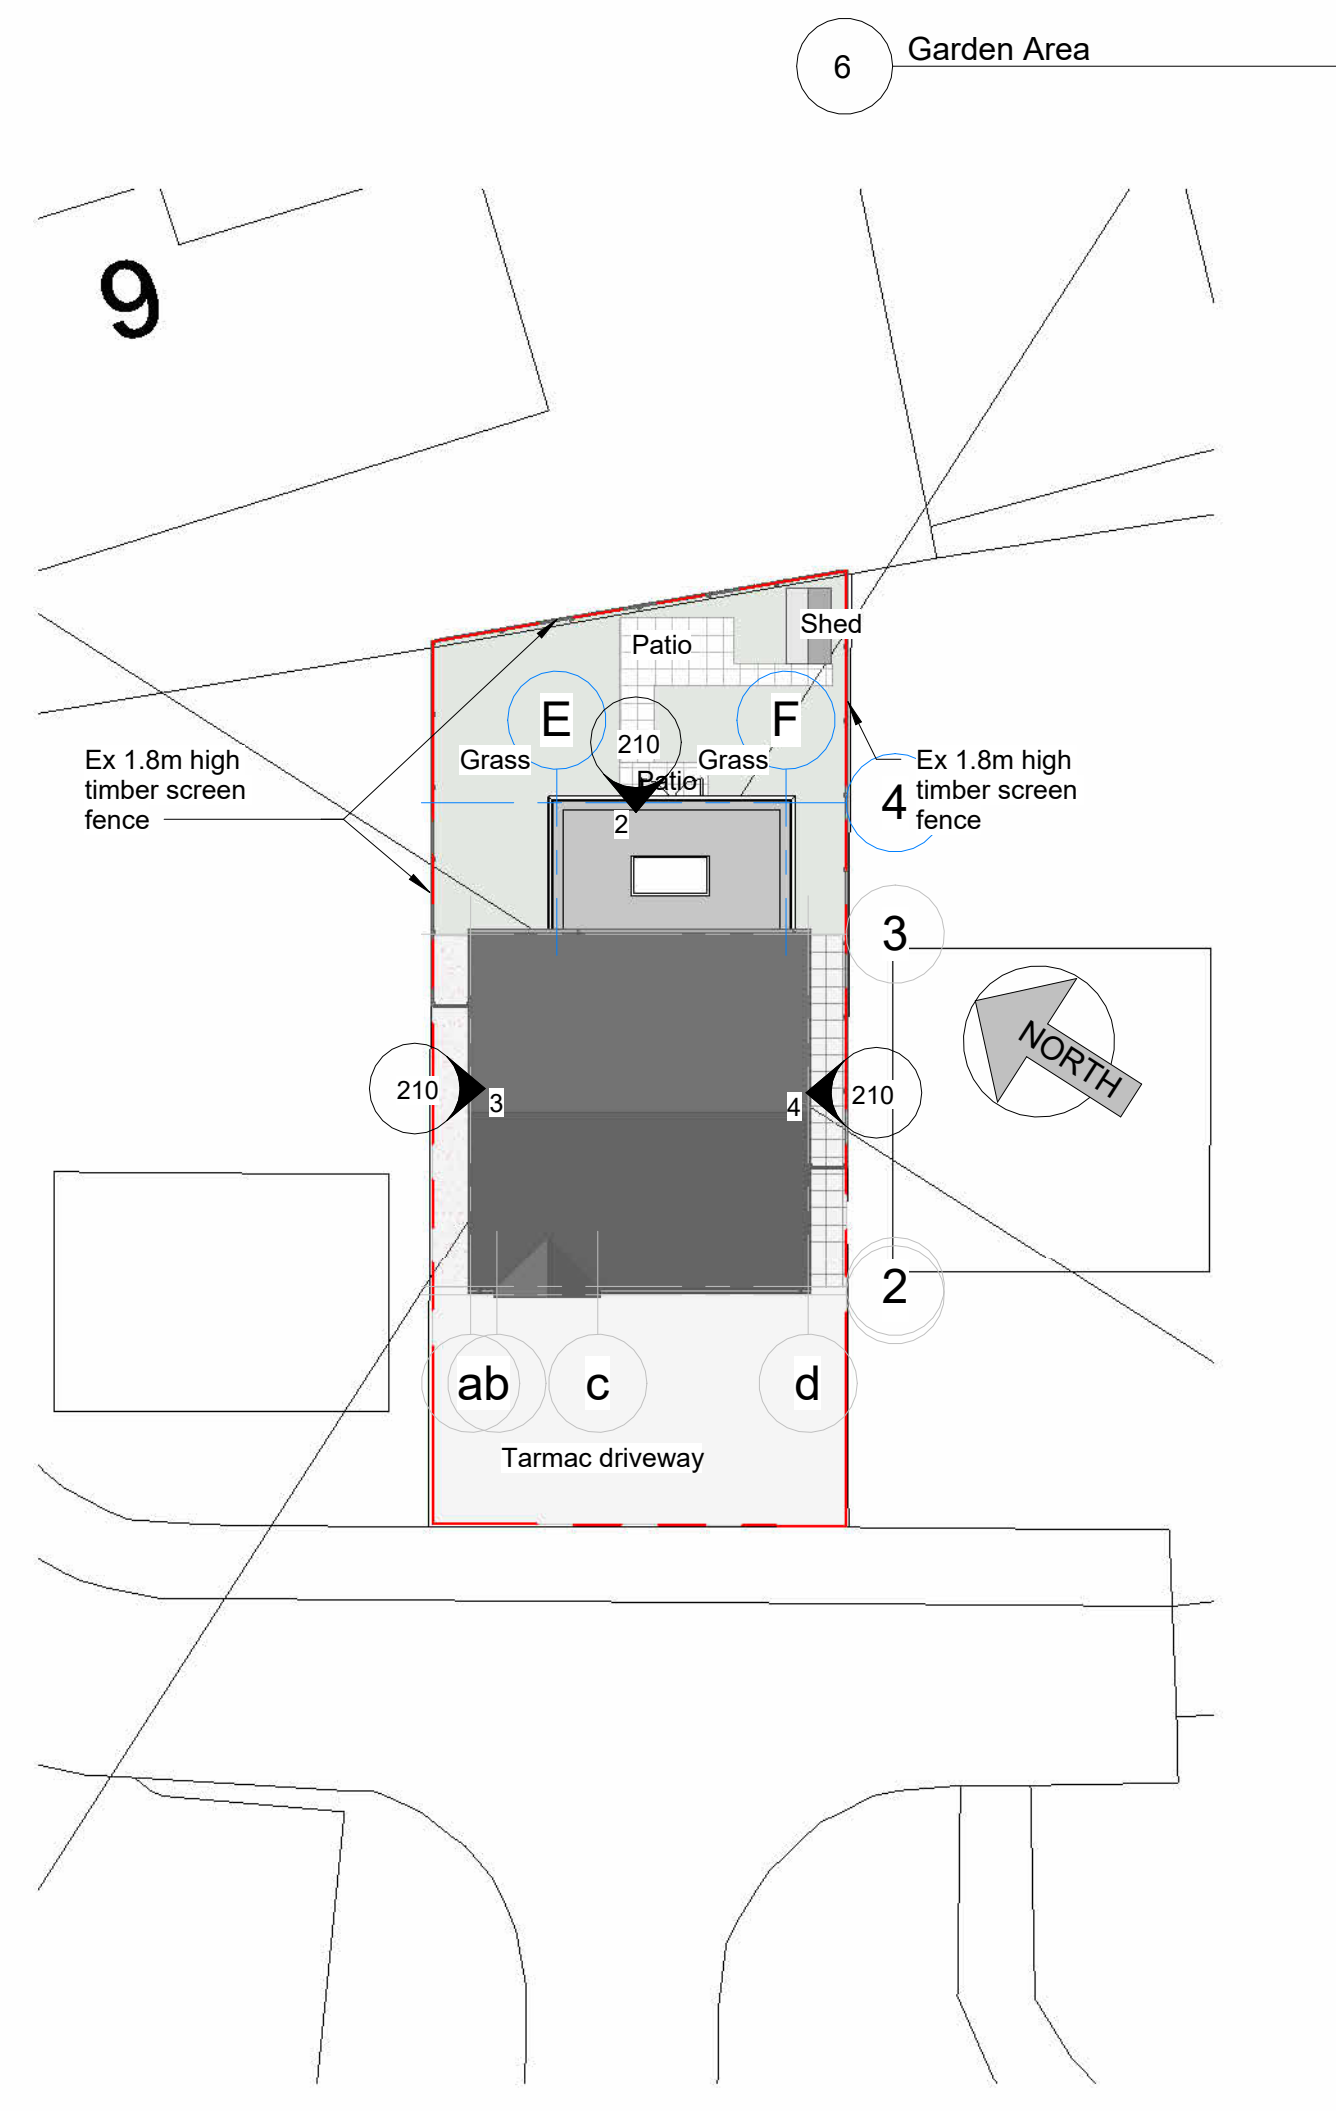 6
Garden Area
9
Shed
Patio
E
F
210
Grass
Grass
Patio
2
Ex 1.8m high
timber screen
fence
4
Ex 1.8m high
timber screen
fence
3
NORTH
210
3
4
210
2
ab
c
d
Tarmac driveway